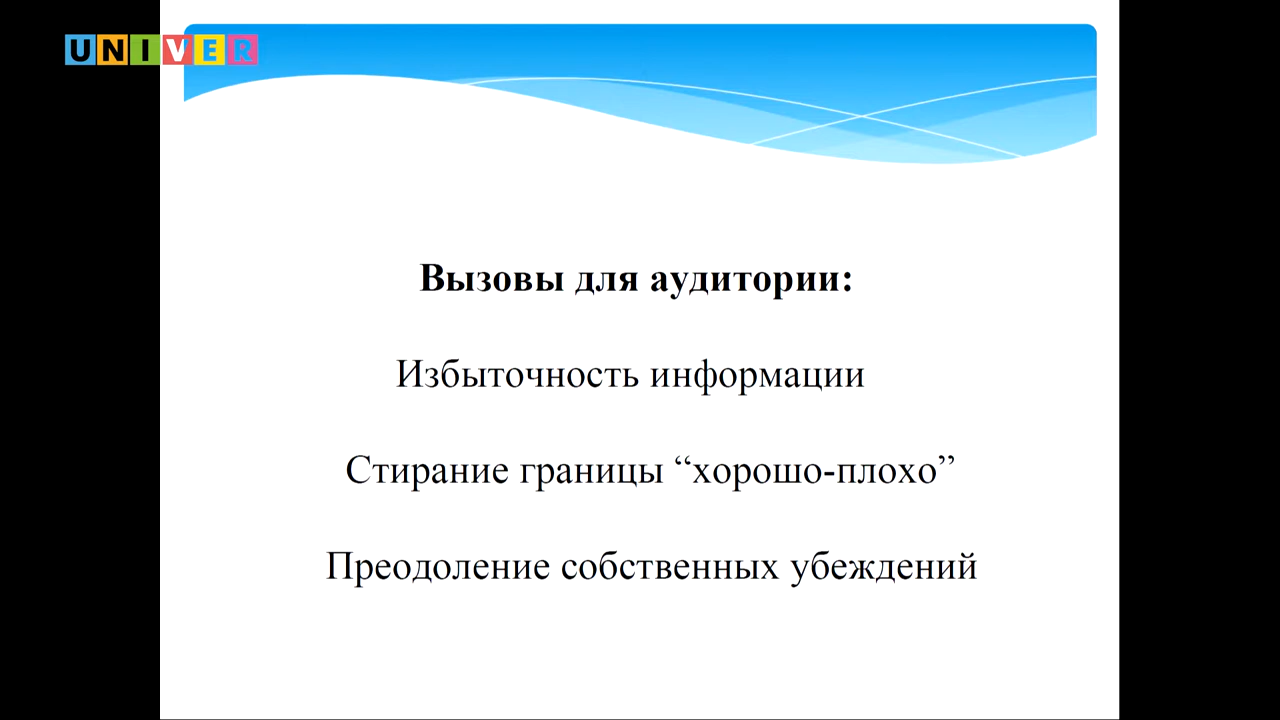 UNIVER
Вызовы для аудитории:
Избыточность информации
Стирание границы “хорошо-плохо”
Преодоление собственных убеждений